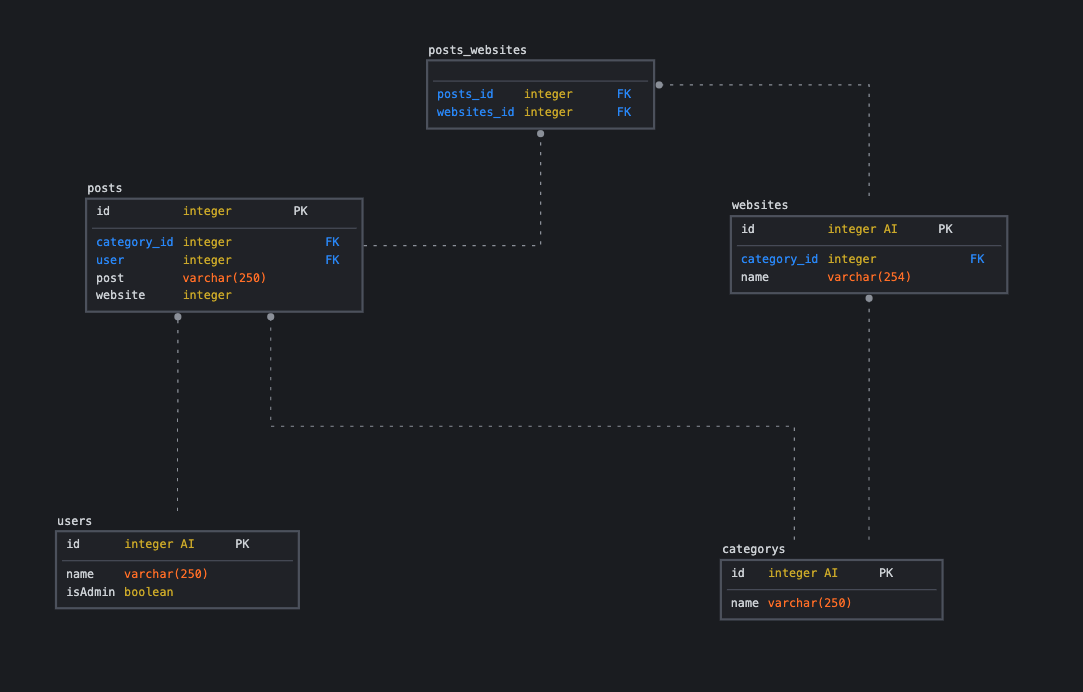 posts_websites
posts_id integer FK
websites_id integer FK
posts
id integer PK
category_id integer FK
user integer FK
post varchar(250)
website integer
websites
id integer AI PK
category_id integer FK
name varchar(254)
users
id integer AI PK
name varchar(250)
isAdmin boolean
categorys
id integer AI PK
name varchar(250)